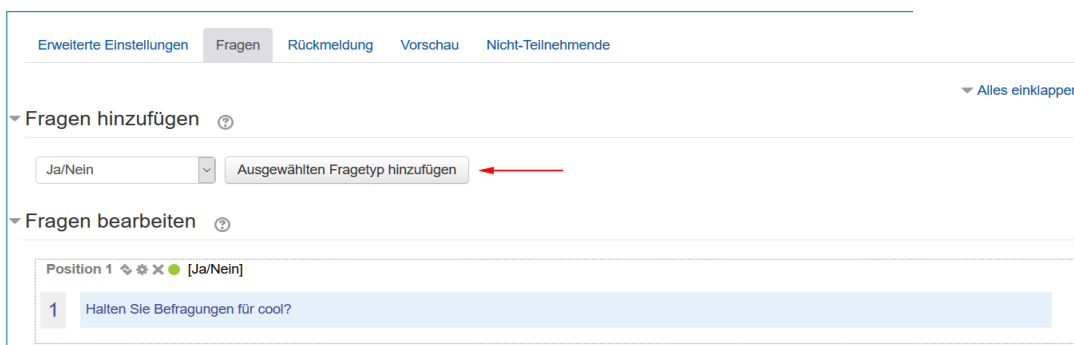 Erweiterte Einstellungen Fragen Rückmeldung Vorschau Nicht-Teilnehmende
Alles einklappen
Fragen hinzufügen
Ja/Nein Ausgewählten Fragetyp hinzufügen
Fragen bearbeiten
Position 1 [Ja/Nein]
1 Halten Sie Befragungen für cool?